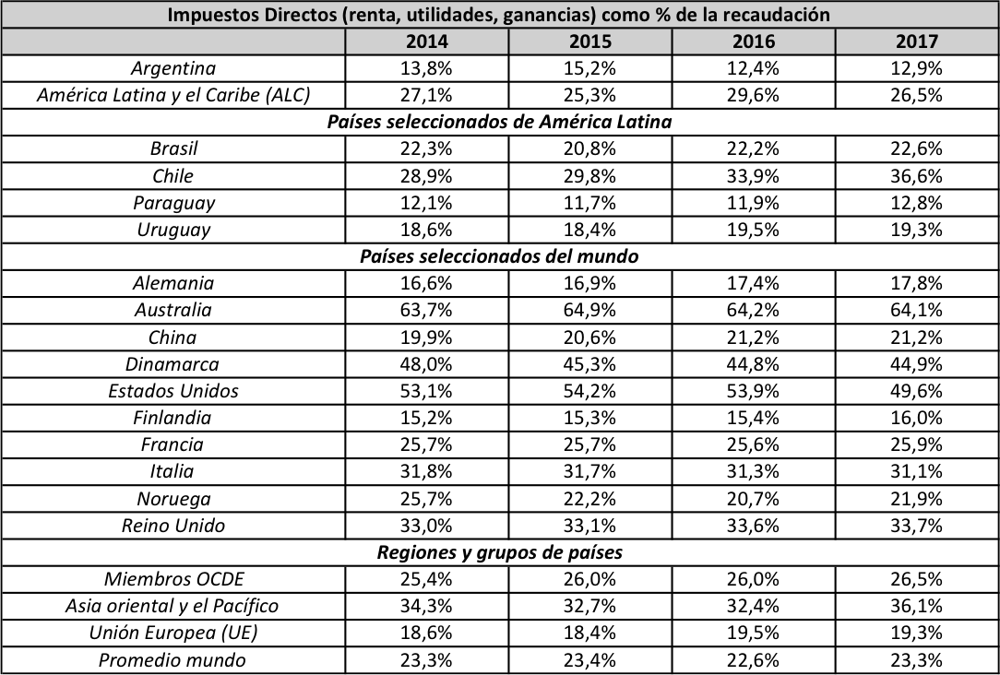 Impuestos Directos (renta, utilidades, ganancias) como % de la recaudación
2014 2015 2016 2017
Argentina 13,8% 15,2% 12,4% 12,9%
América Latina y el Caribe (ALC) 27,1% 25,3% 29,6% 26,5%
Países seleccionados de América Latina
Brasil 22,3% 20,8% 22,2% 22,6%
Chile 28,9% 29,8% 33,9% 36,6%
Paraguay 12,1% 11,7% 11,9% 12,8%
Uruguay 18,6% 18,4% 19,5% 19,3%
Países seleccionados del mundo
Alemania 16,6% 16,9% 17,4% 17,8%
Australia 63,7% 64,9% 64,2% 64,1%
China 19,9% 20,6% 21,2% 21,2%
Dinamarca 48,0% 45,3% 44,8% 44,9%
Estados Unidos 53,1% 54,2% 53,9% 49,6%
Finlandia 15,2% 15,3% 15,4% 16,0%
Francia 25,7% 25,7% 25,6% 25,9%
Italia 31,8% 31,7% 31,3% 31,1%
Noruega 25,7% 22,2% 20,7% 21,9%
Reino Unido 33,0% 33,1% 33,6% 33,7%
Regiones y grupos de países
Miembros OCDE 25,4% 26,0% 26,0% 26,5%
Asia oriental y el Pacífico 34,3% 32,7% 32,4% 36,1%
Unión Europea (UE) 18,6% 18,4% 19,5% 19,3%
Promedio mundo 23,3% 23,4% 22,6% 23,3%